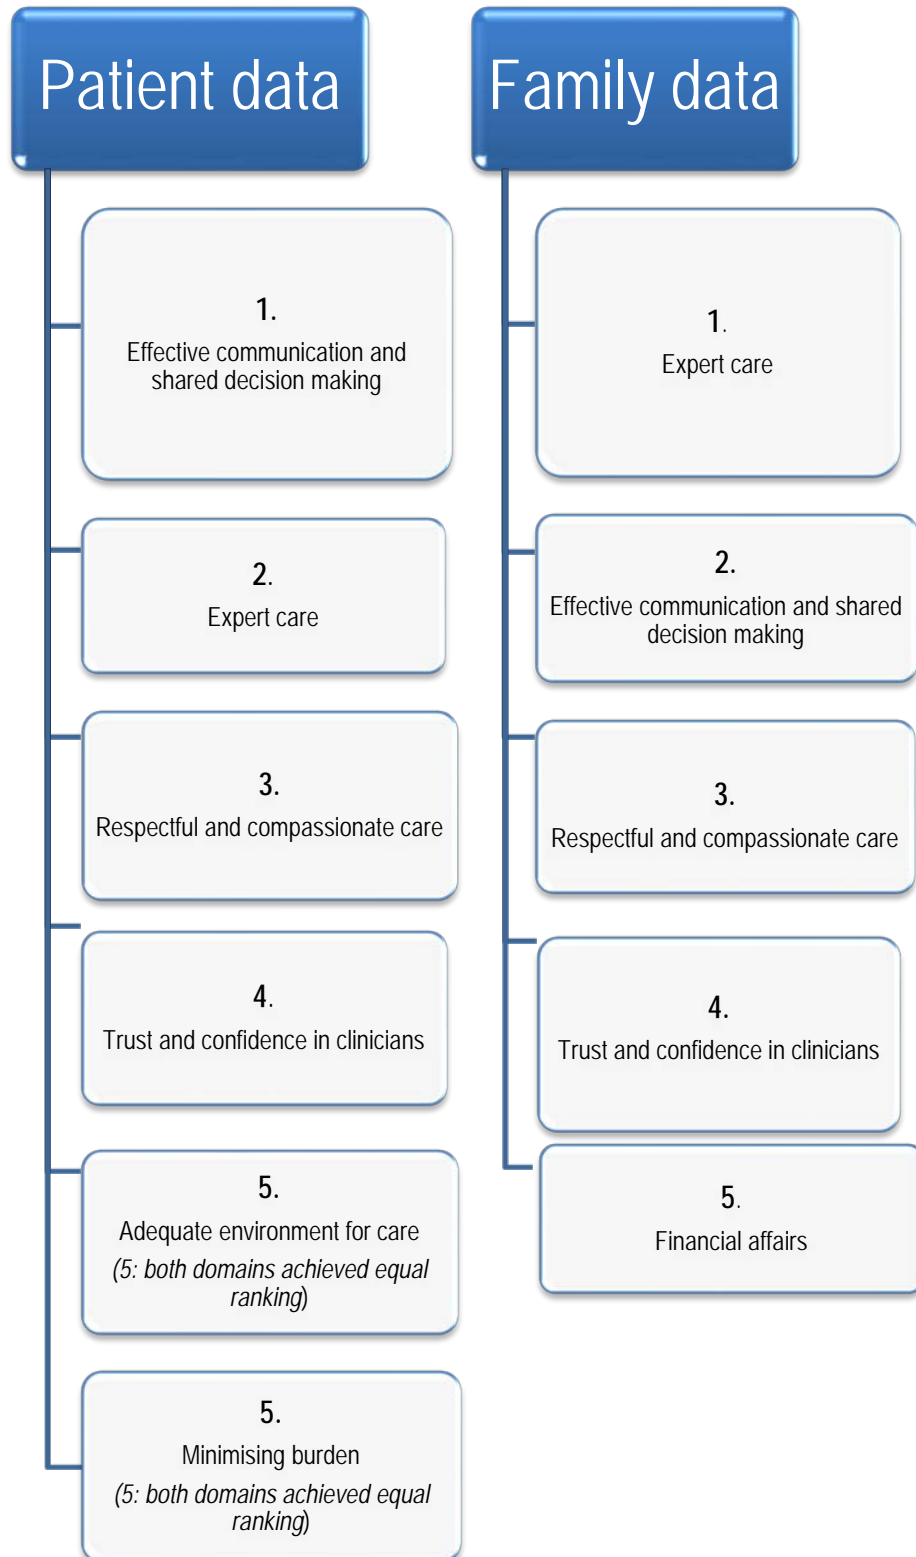 Patient data
1.
Effective communication and
shared decision making
2.
Expert care
3.
Respectful and compassionate care
4.
Trust and confidence in clinicians
5.
Adequate environment for care
(5: both domains achieved equal
ranking)
5.
Minimising burden
(5: both domains achieved equal
ranking)
Family data
1.
Expert care
2.
Effective communication and shared
decision making
3.
Respectful and compassionate care
4.
Trust and confidence in clinicians
5.
Financial affairs